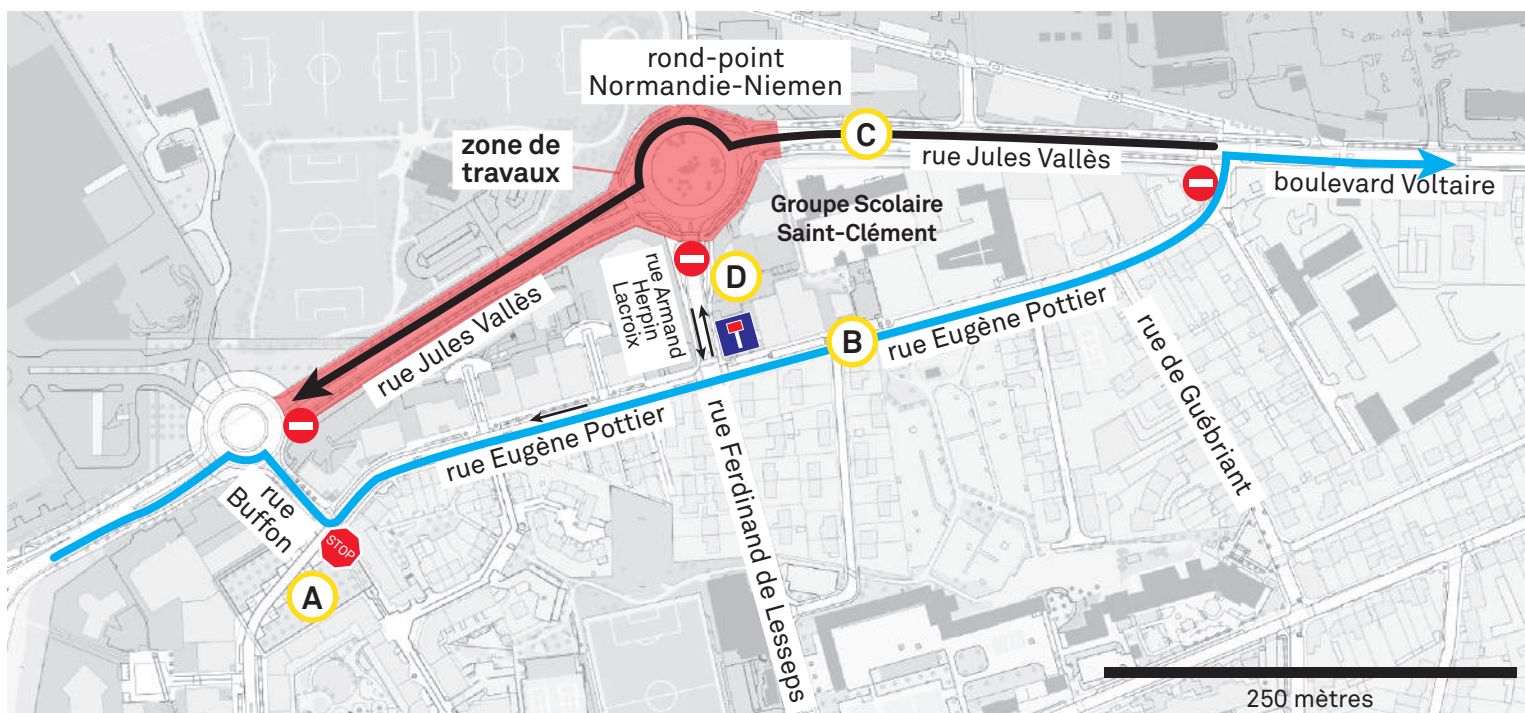 rond-point
Normandie-Niemen
zone de
travaux
C
rue Jules Vallès
boulevard Voltaire
Groupe Scolaire
Saint-Clément
D
rue Armand
Herpin
Lacroix
rue Jules Vallès
B
rue Eugène Pottier
rue de Guébriant
rue Eugène Pottier
rue Ferdinand de Lesseps
rue
Buffon
STOP
A
250 mètres